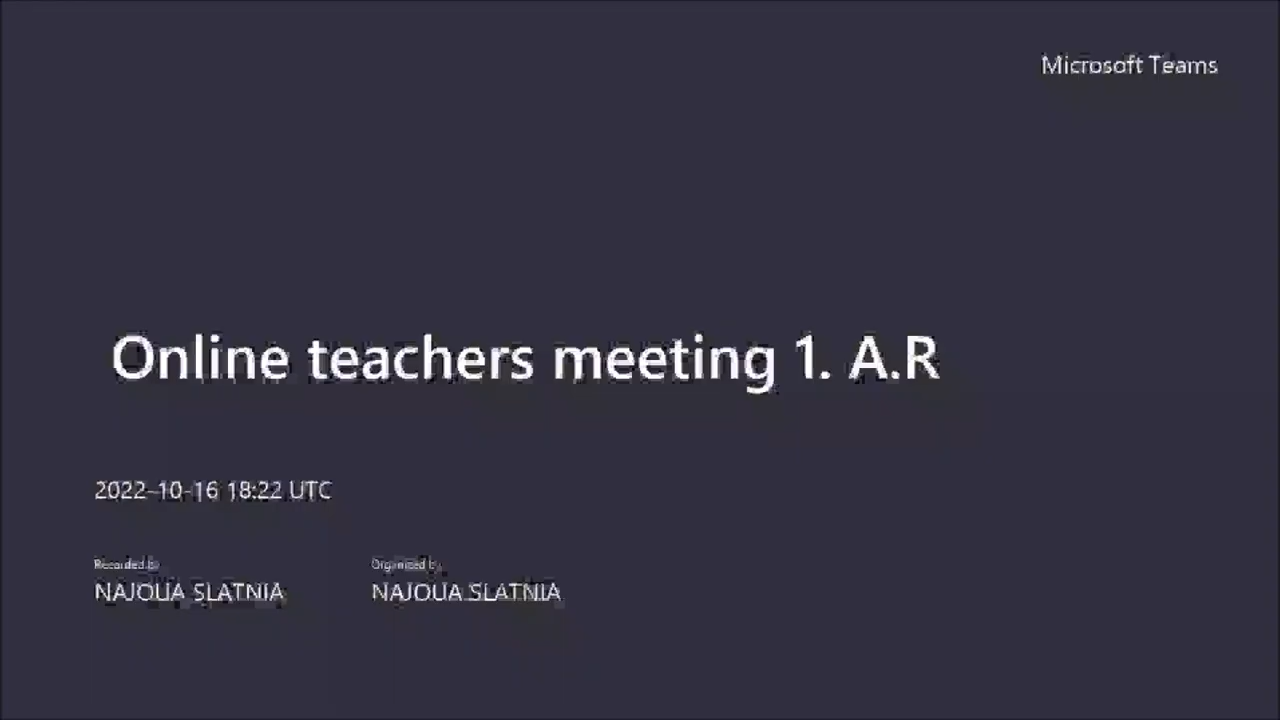 Microsoft Teams
Online teachers meeting 1. A.R
2022-10-16 18:22 UTC
Recorded by
Organized by
NAJOUA SLATNIA
NAJOUA SLATNIA